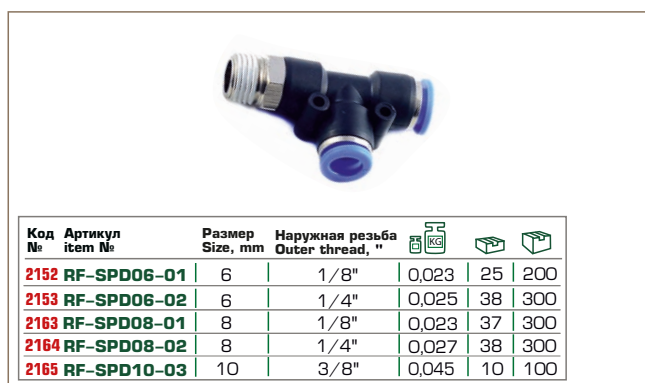 Код Артикул Размер Наружная резьба
№ item № Size, mm Outer thread, " KG
2152 RF-SPD06-01 6 1/8" 0,023 25 200
2153 RF-SPD06-02 6 1/4" 0,025 38 300
2163 RF-SPD08-01 8 1/8" 0,023 37 300
2164 RF-SPD08-02 8 1/4" 0,027 38 300
2165 RF-SPD10-03 10 3/8" 0,045 10 100